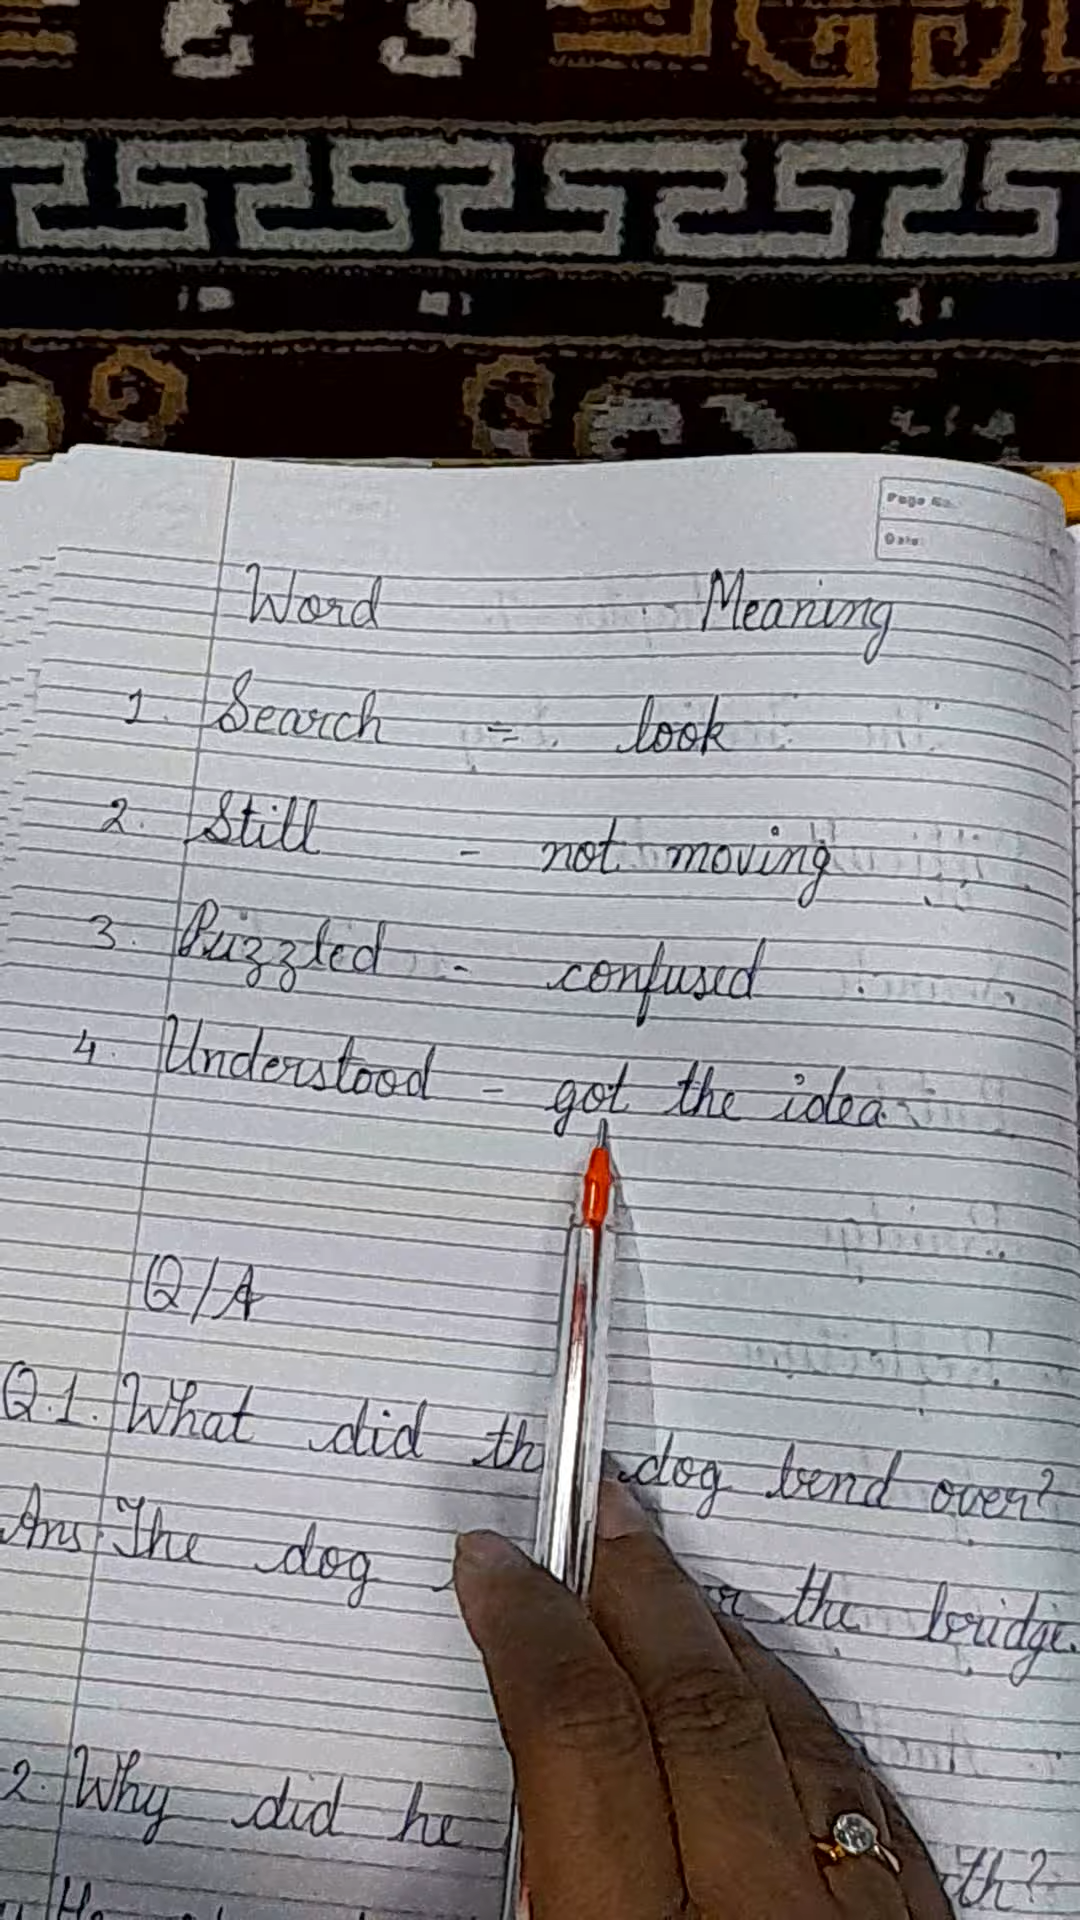 Page No.
Date:
Word Meaning
1. Search = look
2. Still - not moving
3. Puzzled - confused
4. Understood - got the idea.
Q/A
Q.1. What did th dog bend over?
Ans. The dog the bridge.
2. Why did he th?
He